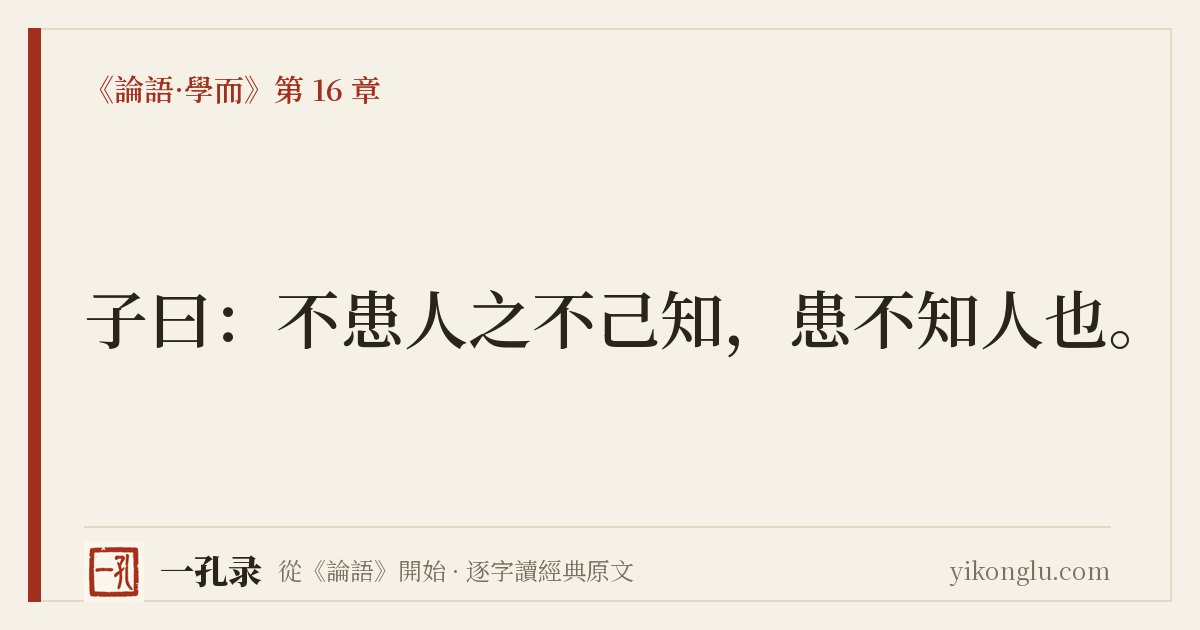 《論語·學而》第 16 章
子曰：不患人之不己知，患不知人也。
一孔
一孔录 從《論語》開始 · 逐字讀經典原文 yikonglu.com